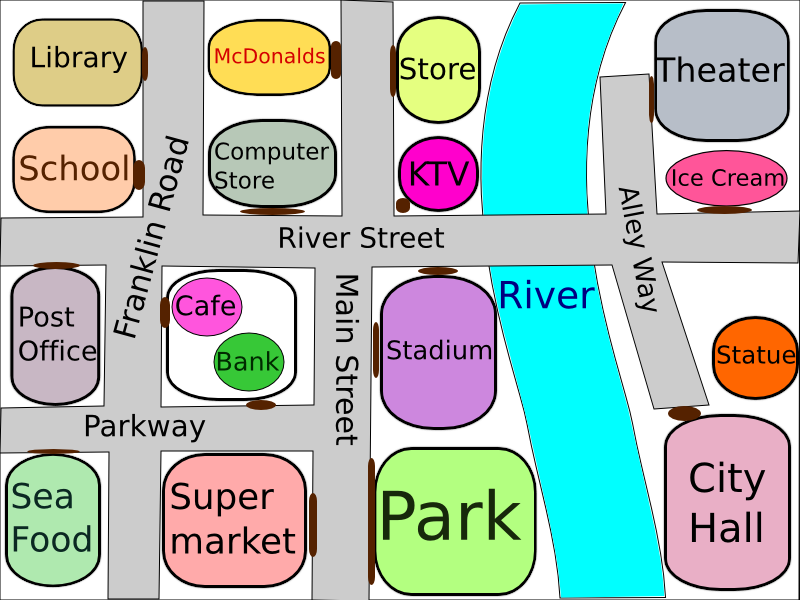 Library
McDonalds
Store
Theater
School
Computer
Store
KTV
Ice Cream
Franklin Road
River Street
Alley Way
Post
Office
Cafe
Bank
Main Street
Stadium
River
Statue
Parkway
Sea
Food
Super
market
Park
City
Hall